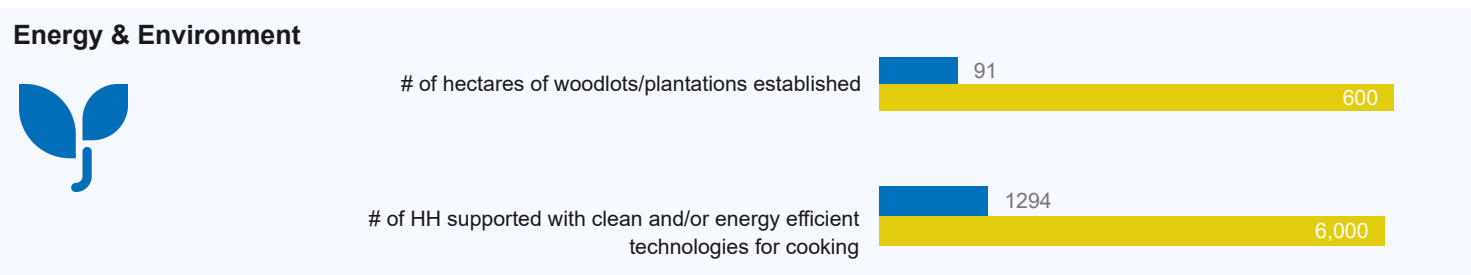 Energy & Environment
# of hectares of woodlots/plantations established
91
600
# of HH supported with clean and/or energy efficient
technologies for cooking
1294
6,000